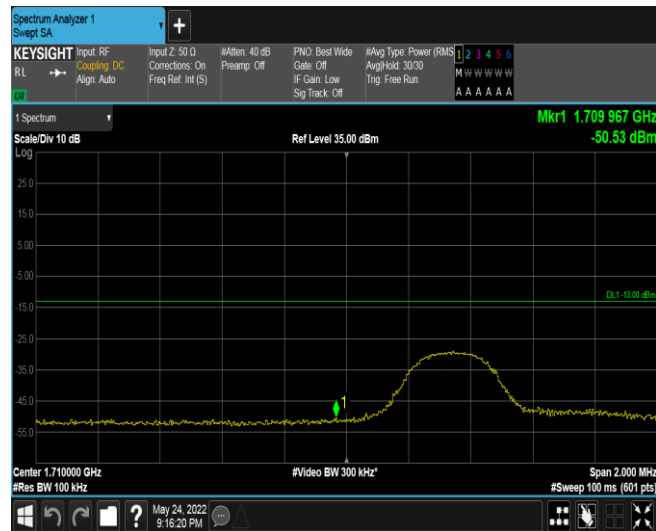 Spectrum Analyzer 1
Swept SA
+
KEYSIGHT
RL
Input: RF
Coupling: DC
Align: Auto
Input Z: 50 Ω
Corrections: On
Freq Ref: Int (S)
#Atten: 40 dB
Preamp: Off
PNO: Best Wide
Gate: Off
IF Gain: Low
Sig Track: Off
#Avg Type: Power (RMS
Avg|Hold: 30/30
Trig: Free Run
1 2 3 4 5 6
M W W W W W
A A A A A A
1 Spectrum
Scale/Div 10 dB
Ref Level 35.00 dBm
Mkr1 1.709 967 GHz
-50.53 dBm
Log
25.0
15.0
5.00
-5.00
-15.0
-25.0
-35.0
-45.0
-55.0
DL1 -13.00 dBm
1
Center 1.710000 GHz
#Video BW 300 kHz*
Span 2.000 MHz
#Res BW 100 kHz
#Sweep 100 ms (601 pts)
?
May 24, 2022
9:16:20 PM